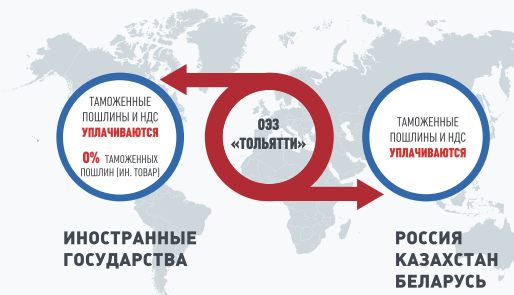 ТАМОЖЕННЫЕ
ПОШЛИНЫ И НДС
УПЛАЧИВАЮТСЯ
0% ТАМОЖЕННЫХ
ПОШЛИН (ИН. ТОВАР)
ОЭЗ
«ТОЛЬЯТТИ»
ТАМОЖЕННЫЕ
ПОШЛИНЫ И НДС
УПЛАЧИВАЮТСЯ
ИНОСТРАННЫЕ
ГОСУДАРСТВА
РОССИЯ
КАЗАХСТАН
БЕЛАРУСЬ